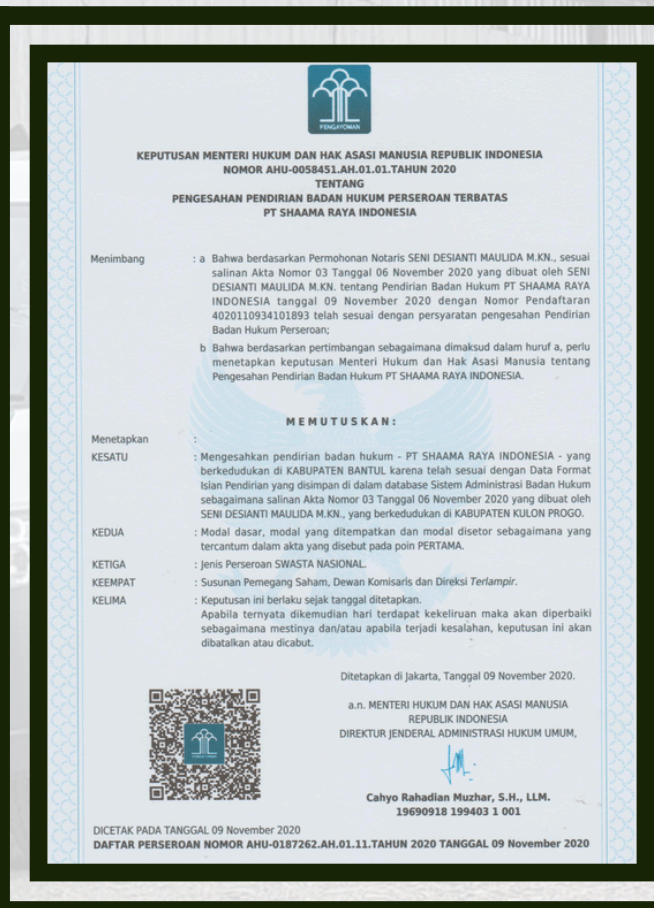 PENGAYOMAN
KEPUTUSAN MENTERI HUKUM DAN HAK ASASI MANUSIA REPUBLIK INDONESIA
NOMOR AHU-0058451.AH.01.01.TAHUN 2020
TENTANG
PENGESAHAN PENDIRIAN BADAN HUKUM PERSEROAN TERBATAS
PT SHAAMA RAYA INDONESIA
Menimbang : a Bahwa berdasarkan Permohonan Notaris SENI DESIANTI MAULIDA M.KN., sesuai
salinan Akta Nomor 03 Tanggal 06 November 2020 yang dibuat oleh SENI
DESIANTI MAULIDA M.KN. tentang Pendirian Badan Hukum PT SHAAMA RAYA
INDONESIA tanggal 09 November 2020 dengan Nomor Pendaftaran
4020110934101893 telah sesuai dengan persyaratan pengesahan Pendirian
Badan Hukum Perseroan;
b Bahwa berdasarkan pertimbangan sebagaimana dimaksud dalam huruf a, perlu
menetapkan keputusan Menteri Hukum dan Hak Asasi Manusia tentang
Pengesahan Pendirian Badan Hukum PT SHAAMA RAYA INDONESIA.
MEMUTUSKAN:
Menetapkan :
KESATU : Mengesahkan pendirian badan hukum - PT SHAAMA RAYA INDONESIA - yang
berkedudukan di KABUPATEN BANTUL karena telah sesuai dengan Data Format
Isian Pendirian yang disimpan di dalam database Sistem Administrasi Badan Hukum
sebagaimana salinan Akta Nomor 03 Tanggal 06 November 2020 yang dibuat oleh
SENI DESIANTI MAULIDA M.KN., yang berkedudukan di KABUPATEN KULON PROGO.
KEDUA : Modal dasar, modal yang ditempatkan dan modal disetor sebagaimana yang
tercantum dalam akta yang disebut pada poin PERTAMA.
KETIGA : Jenis Perseroan SWASTA NASIONAL.
KEEMPAT : Susunan Pemegang Saham, Dewan Komisaris dan Direksi Terlampir.
KELIMA : Keputusan ini berlaku sejak tanggal ditetapkan.
Apabila ternyata dikemudian hari terdapat kekeliruan maka akan diperbaiki
sebagaimana mestinya dan/atau apabila terjadi kesalahan, keputusan ini akan
dibatalkan atau dicabut.
Ditetapkan di Jakarta, Tanggal 09 November 2020.
a.n. MENTERI HUKUM DAN HAK ASASI MANUSIA
REPUBLIK INDONESIA
DIREKTUR JENDERAL ADMINISTRASI HUKUM UMUM,
Cahyo Rahadian Muzhar, S.H., LLM.
19690918 199403 1 001
DICETAK PADA TANGGAL 09 November 2020
DAFTAR PERSEROAN NOMOR AHU-0187262.AH.01.11.TAHUN 2020 TANGGAL 09 November 2020